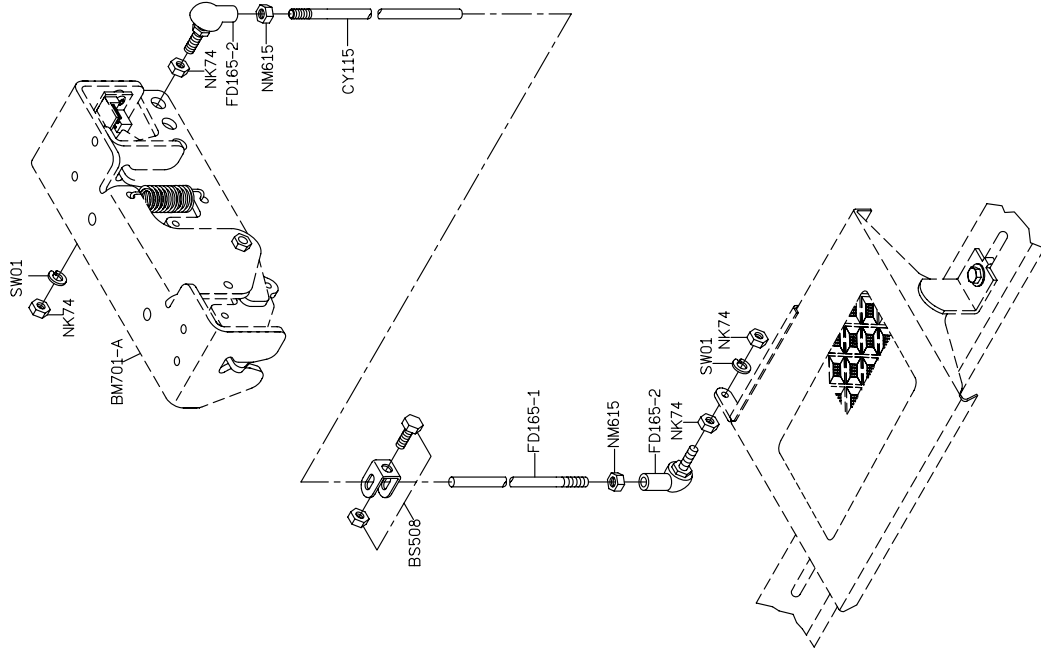 SW01
NK74
BM701-A
NK74
FD165-2
NM615
CY115
BS508
FD165-1
NM615
FD165-2
NK74
SW01
NK74